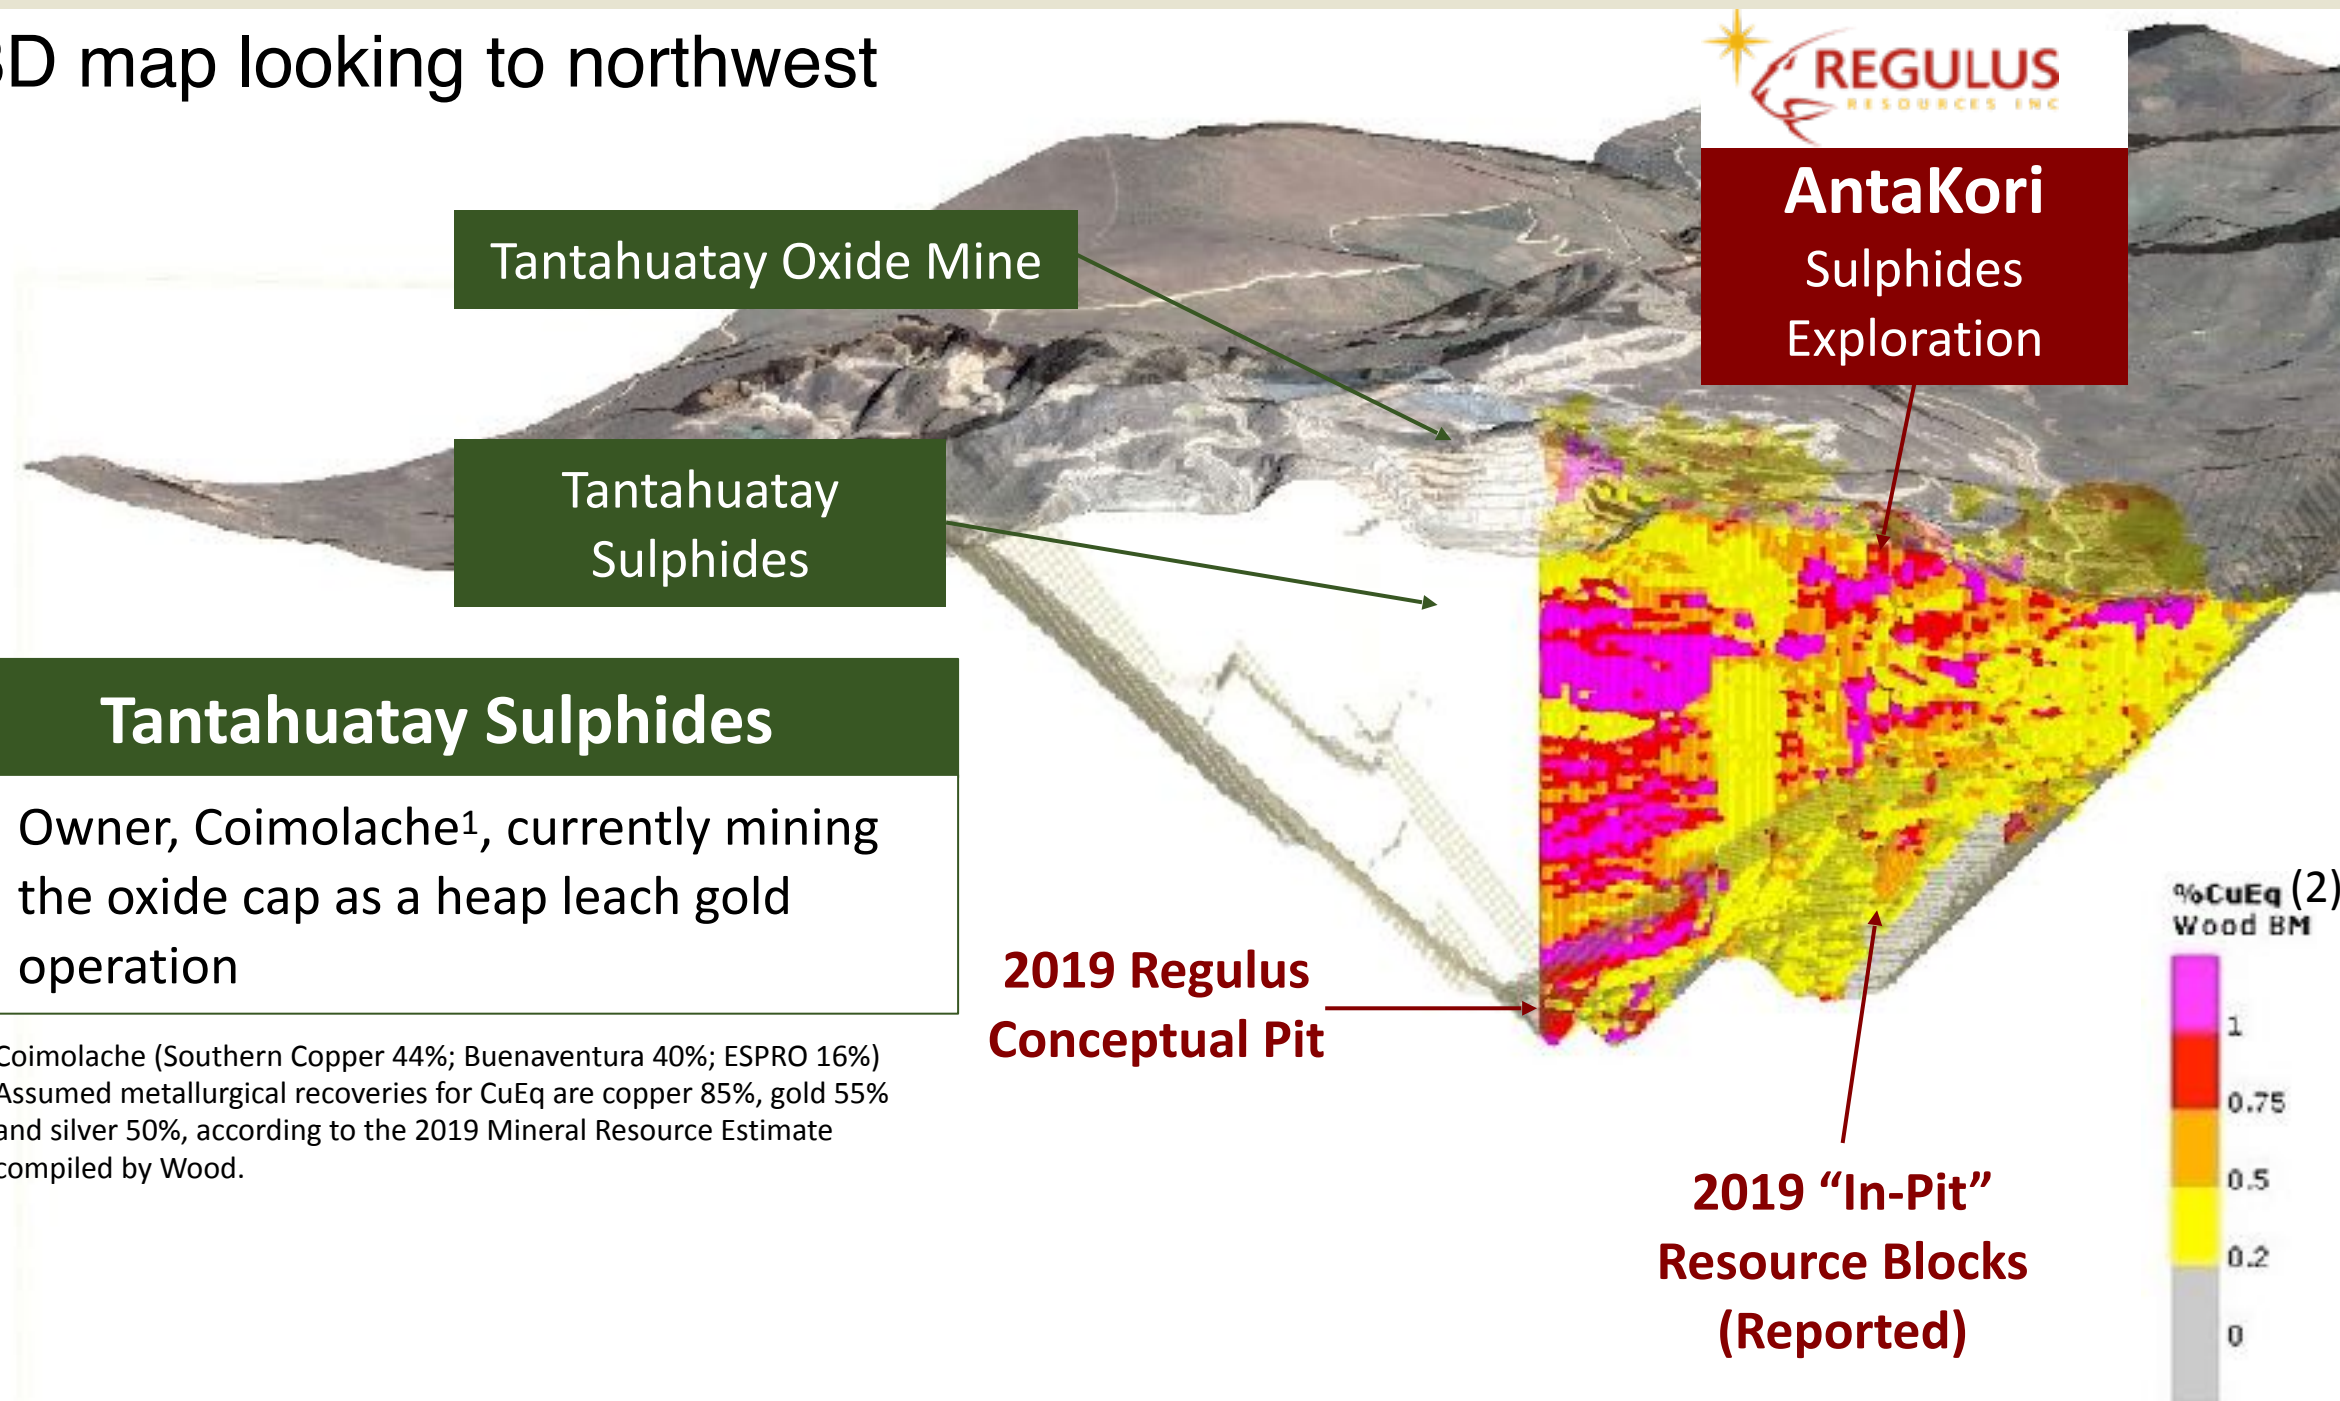 3D map looking to northwest
REGULUS
RESOURCES INC
AntaKori
Sulphides
Exploration
Tantahuatay Oxide Mine
Tantahuatay
Sulphides
Tantahuatay Sulphides
Owner, Coimolache1, currently mining
the oxide cap as a heap leach gold
operation
Coimolache (Southern Copper 44%; Buenaventura 40%; ESPRO 16%)
Assumed metallurgical recoveries for CuEq are copper 85%, gold 55%
and silver 50%, according to the 2019 Mineral Resource Estimate
compiled by Wood.
2019 Regulus
Conceptual Pit
2019 “In-Pit”
Resource Blocks
(Reported)
%CuEq (2)
Wood BM
1
0.75
0.5
0.2
0